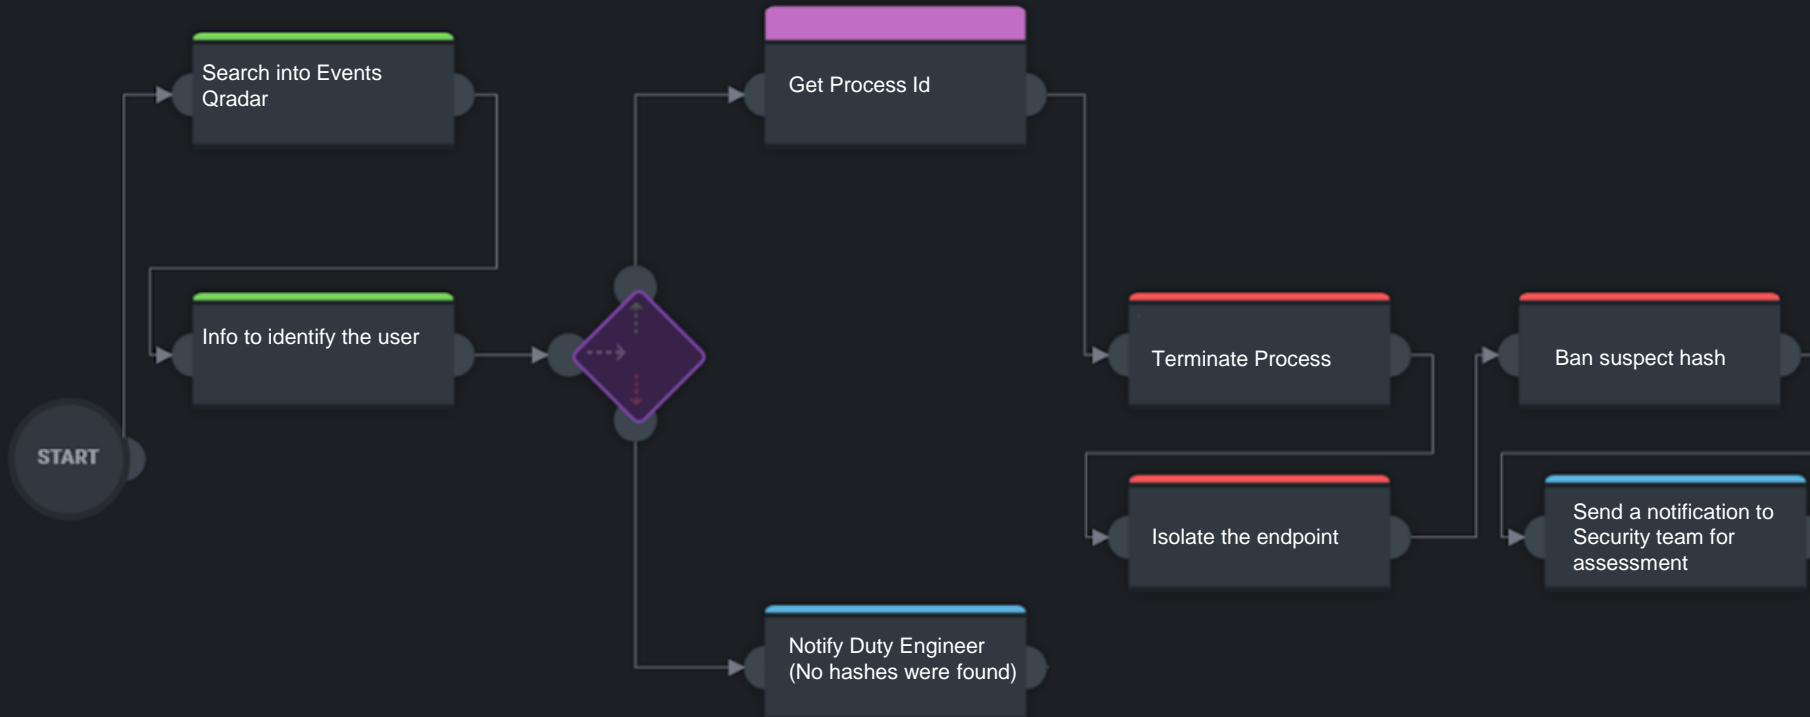 Search into Events
Qradar
Get Process Id
Info to identify the user
Terminate Process
Ban suspect hash
START
Isolate the endpoint
Send a notification to
Security team for
assessment
Notify Duty Engineer
(No hashes were found)